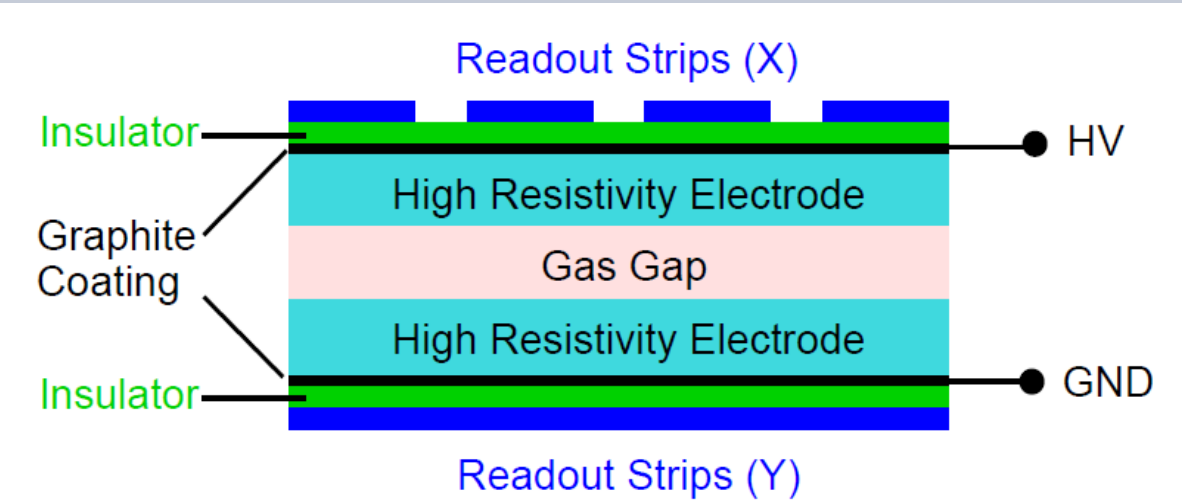 Readout Strips (X)
Insulator
HV
High Resistivity Electrode
Graphite
Coating
Gas Gap
High Resistivity Electrode
GND
Insulator
Readout Strips (Y)